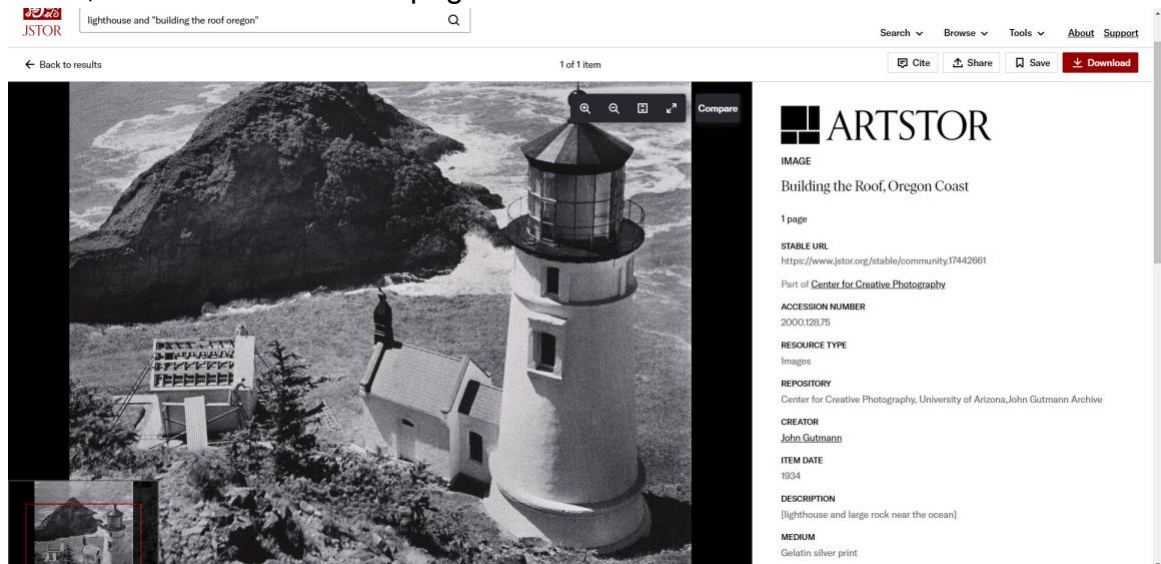 JSTOR
lighthouse and "building the roof oregon"
Search
Browse
Tools
About
Support
Back to results
1 of 1 item
Cite
Share
Save
Download
Compare
ARTSTOR
IMAGE
Building the Roof, Oregon Coast
1 page
STABLE URL
https://www.jstor.org/stable/community.17442661
Part of Center for Creative Photography
ACCESSION NUMBER
2000.128.75
RESOURCE TYPE
Images
REPOSITORY
Center for Creative Photography, University of Arizona,John Gutmann Archive
CREATOR
John Gutmann
ITEM DATE
1934
DESCRIPTION
[lighthouse and large rock near the ocean]
MEDIUM
Gelatin silver print